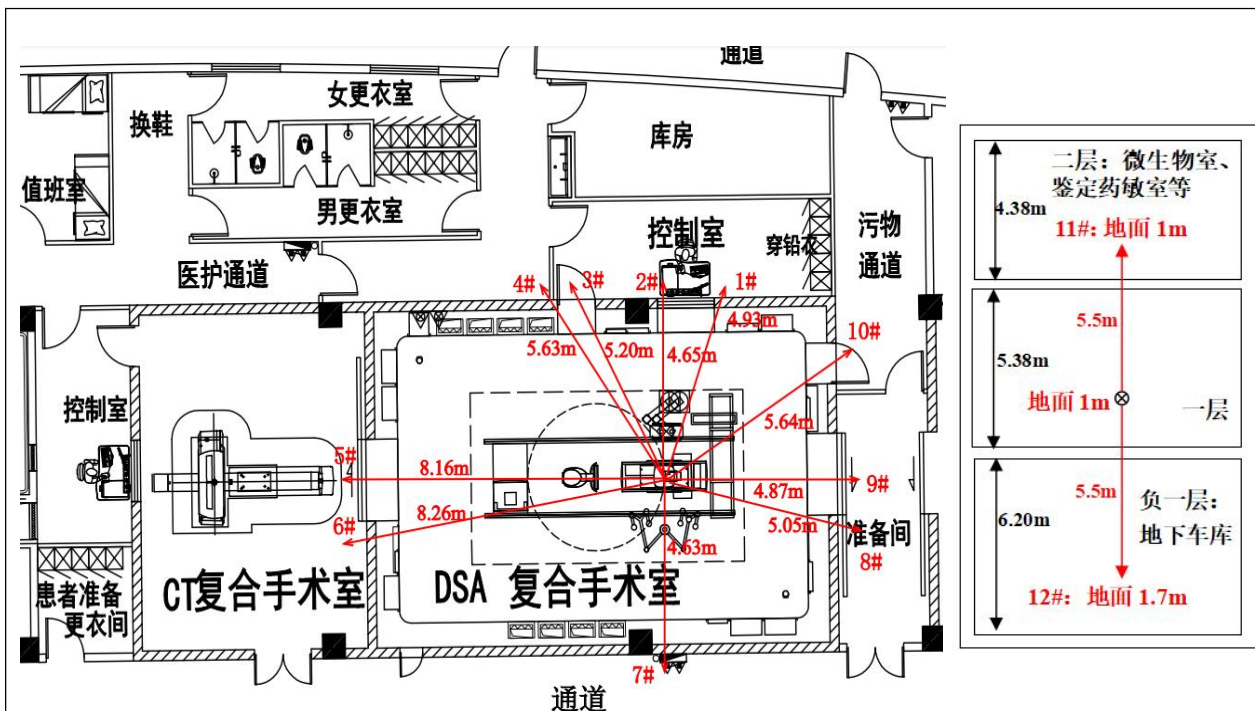 通道
女更衣室
换鞋
库房
值班室
男更衣室
控制室
穿铅衣
污物
通道
医护通道
4#
3#
2#
1#
4.93m
10#
5.63m
5.20m
4.65m
控制室
5.64m
5#
8.16m
4.87m
9#
6#
8.26m
5.05m
4.63m
准备间
8#
CT复合手术室
DSA 复合手术室
患者准备
更衣间
7#
通道
二层：微生物室、
鉴定药敏室等
4.38m
11#: 地面 1m
5.5m
5.38m
地面 1m
一层
5.5m
负一层：
地下车库
6.20m
12#: 地面 1.7m